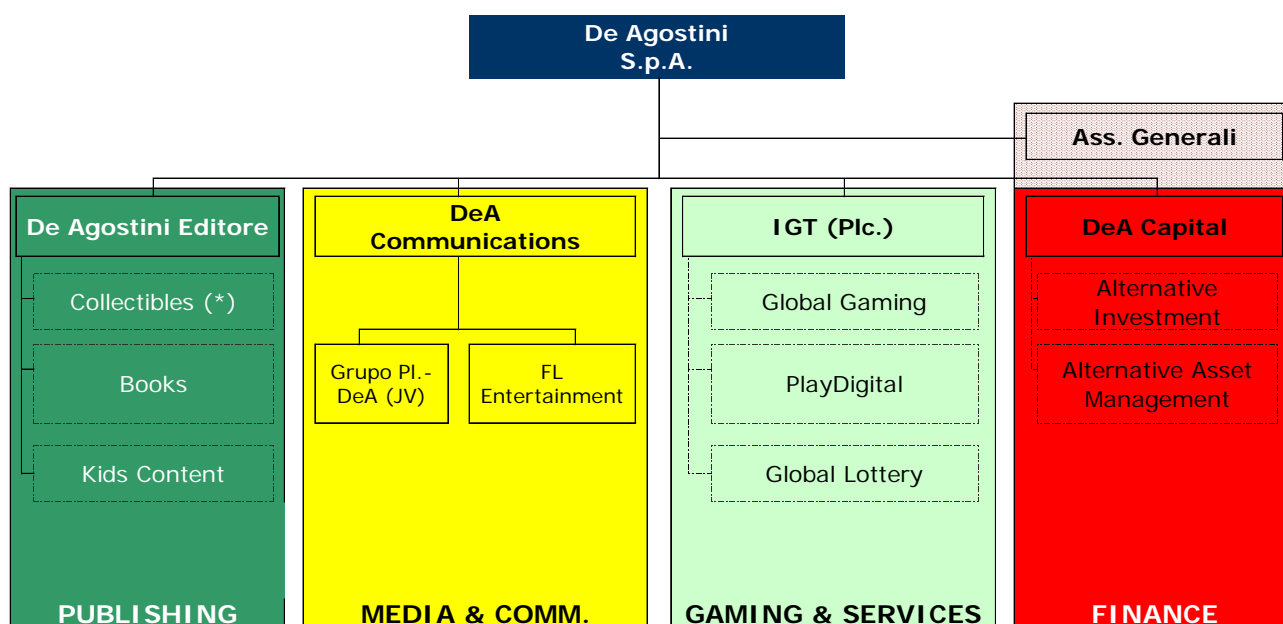 De Agostini
S.p.A.
Ass. Generali
De Agostini Editore
DeA
Communications
IGT (Plc.)
DeA Capital
Collectibles (*)
Global Gaming
Alternative
Investment
Grupo Pl.-
DeA (JV)
FL
Entertainment
Books
PlayDigital
Alternative Asset
Management
Kids Content
Global Lottery
PUBLISHING
MEDIA & COMM.
GAMING & SERVICES
FINANCE